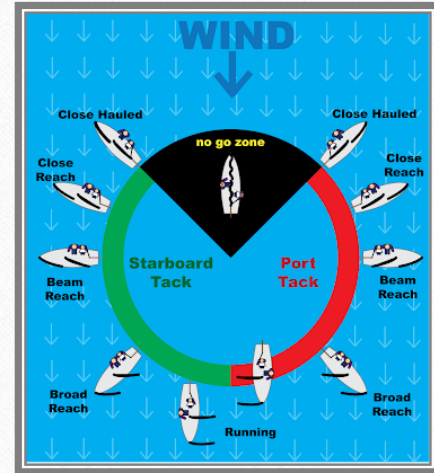 WIND
Close Hauled
Close Hauled
no go zone
Close
Reach
Close
Reach
Starboard
Tack
Port
Tack
Beam
Reach
Beam
Reach
Broad
Reach
Broad
Reach
Running